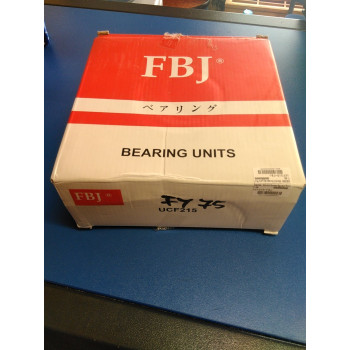 FBJ®
ベアリング
BEARING UNITS
FBJ®
FY 75
UCF215